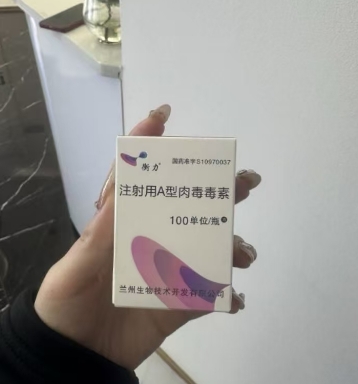 国药准字S10970037
衡力®
注射用A型肉毒毒素
100单位/瓶
兰州生物技术开发有限公司